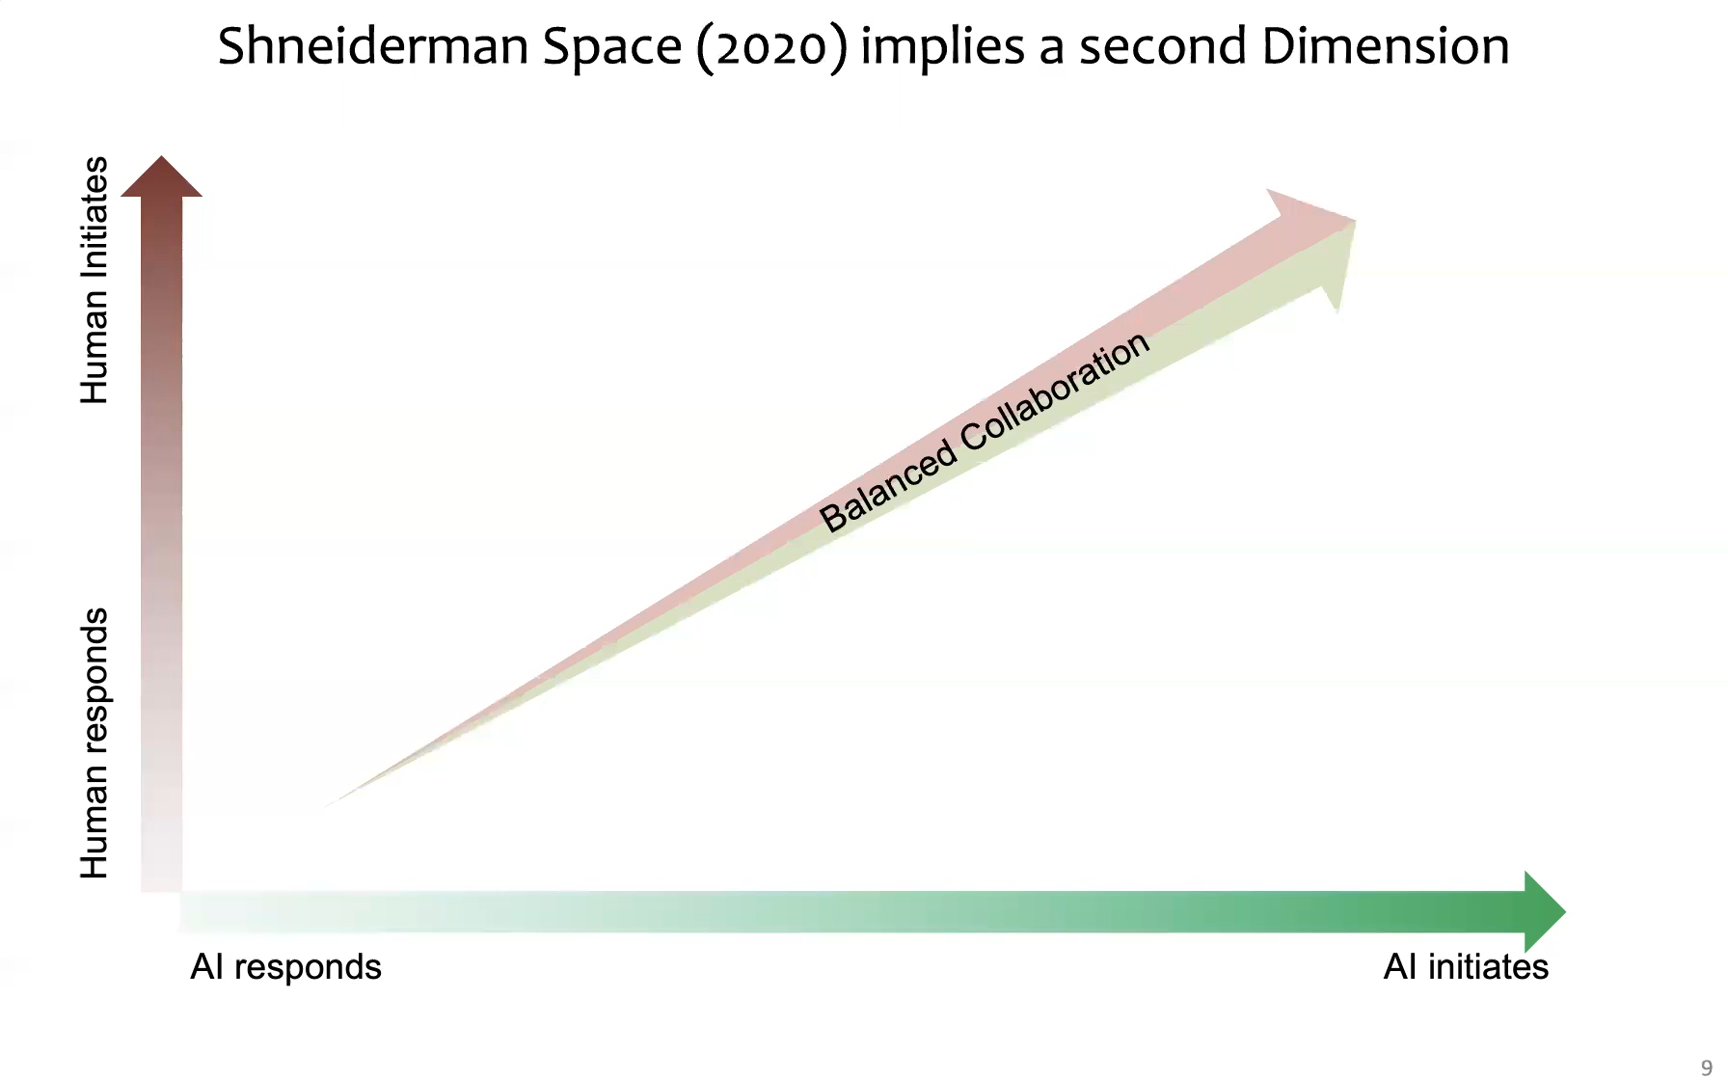 Shneiderman Space (2020) implies a second Dimension
Human Initiates
Human responds
Balanced Collaboration
AI responds
AI initiates
9